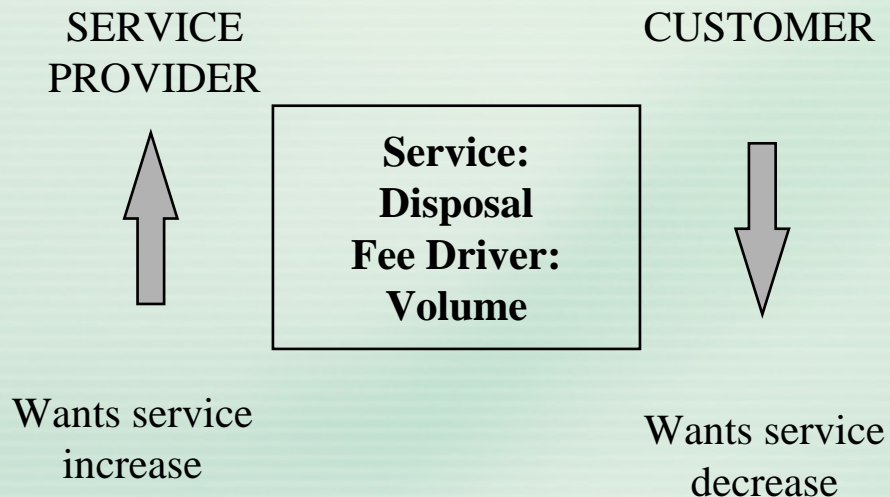 SERVICE
PROVIDER
CUSTOMER
Service:
Disposal
Fee Driver:
Volume
Wants service
increase
Wants service
decrease